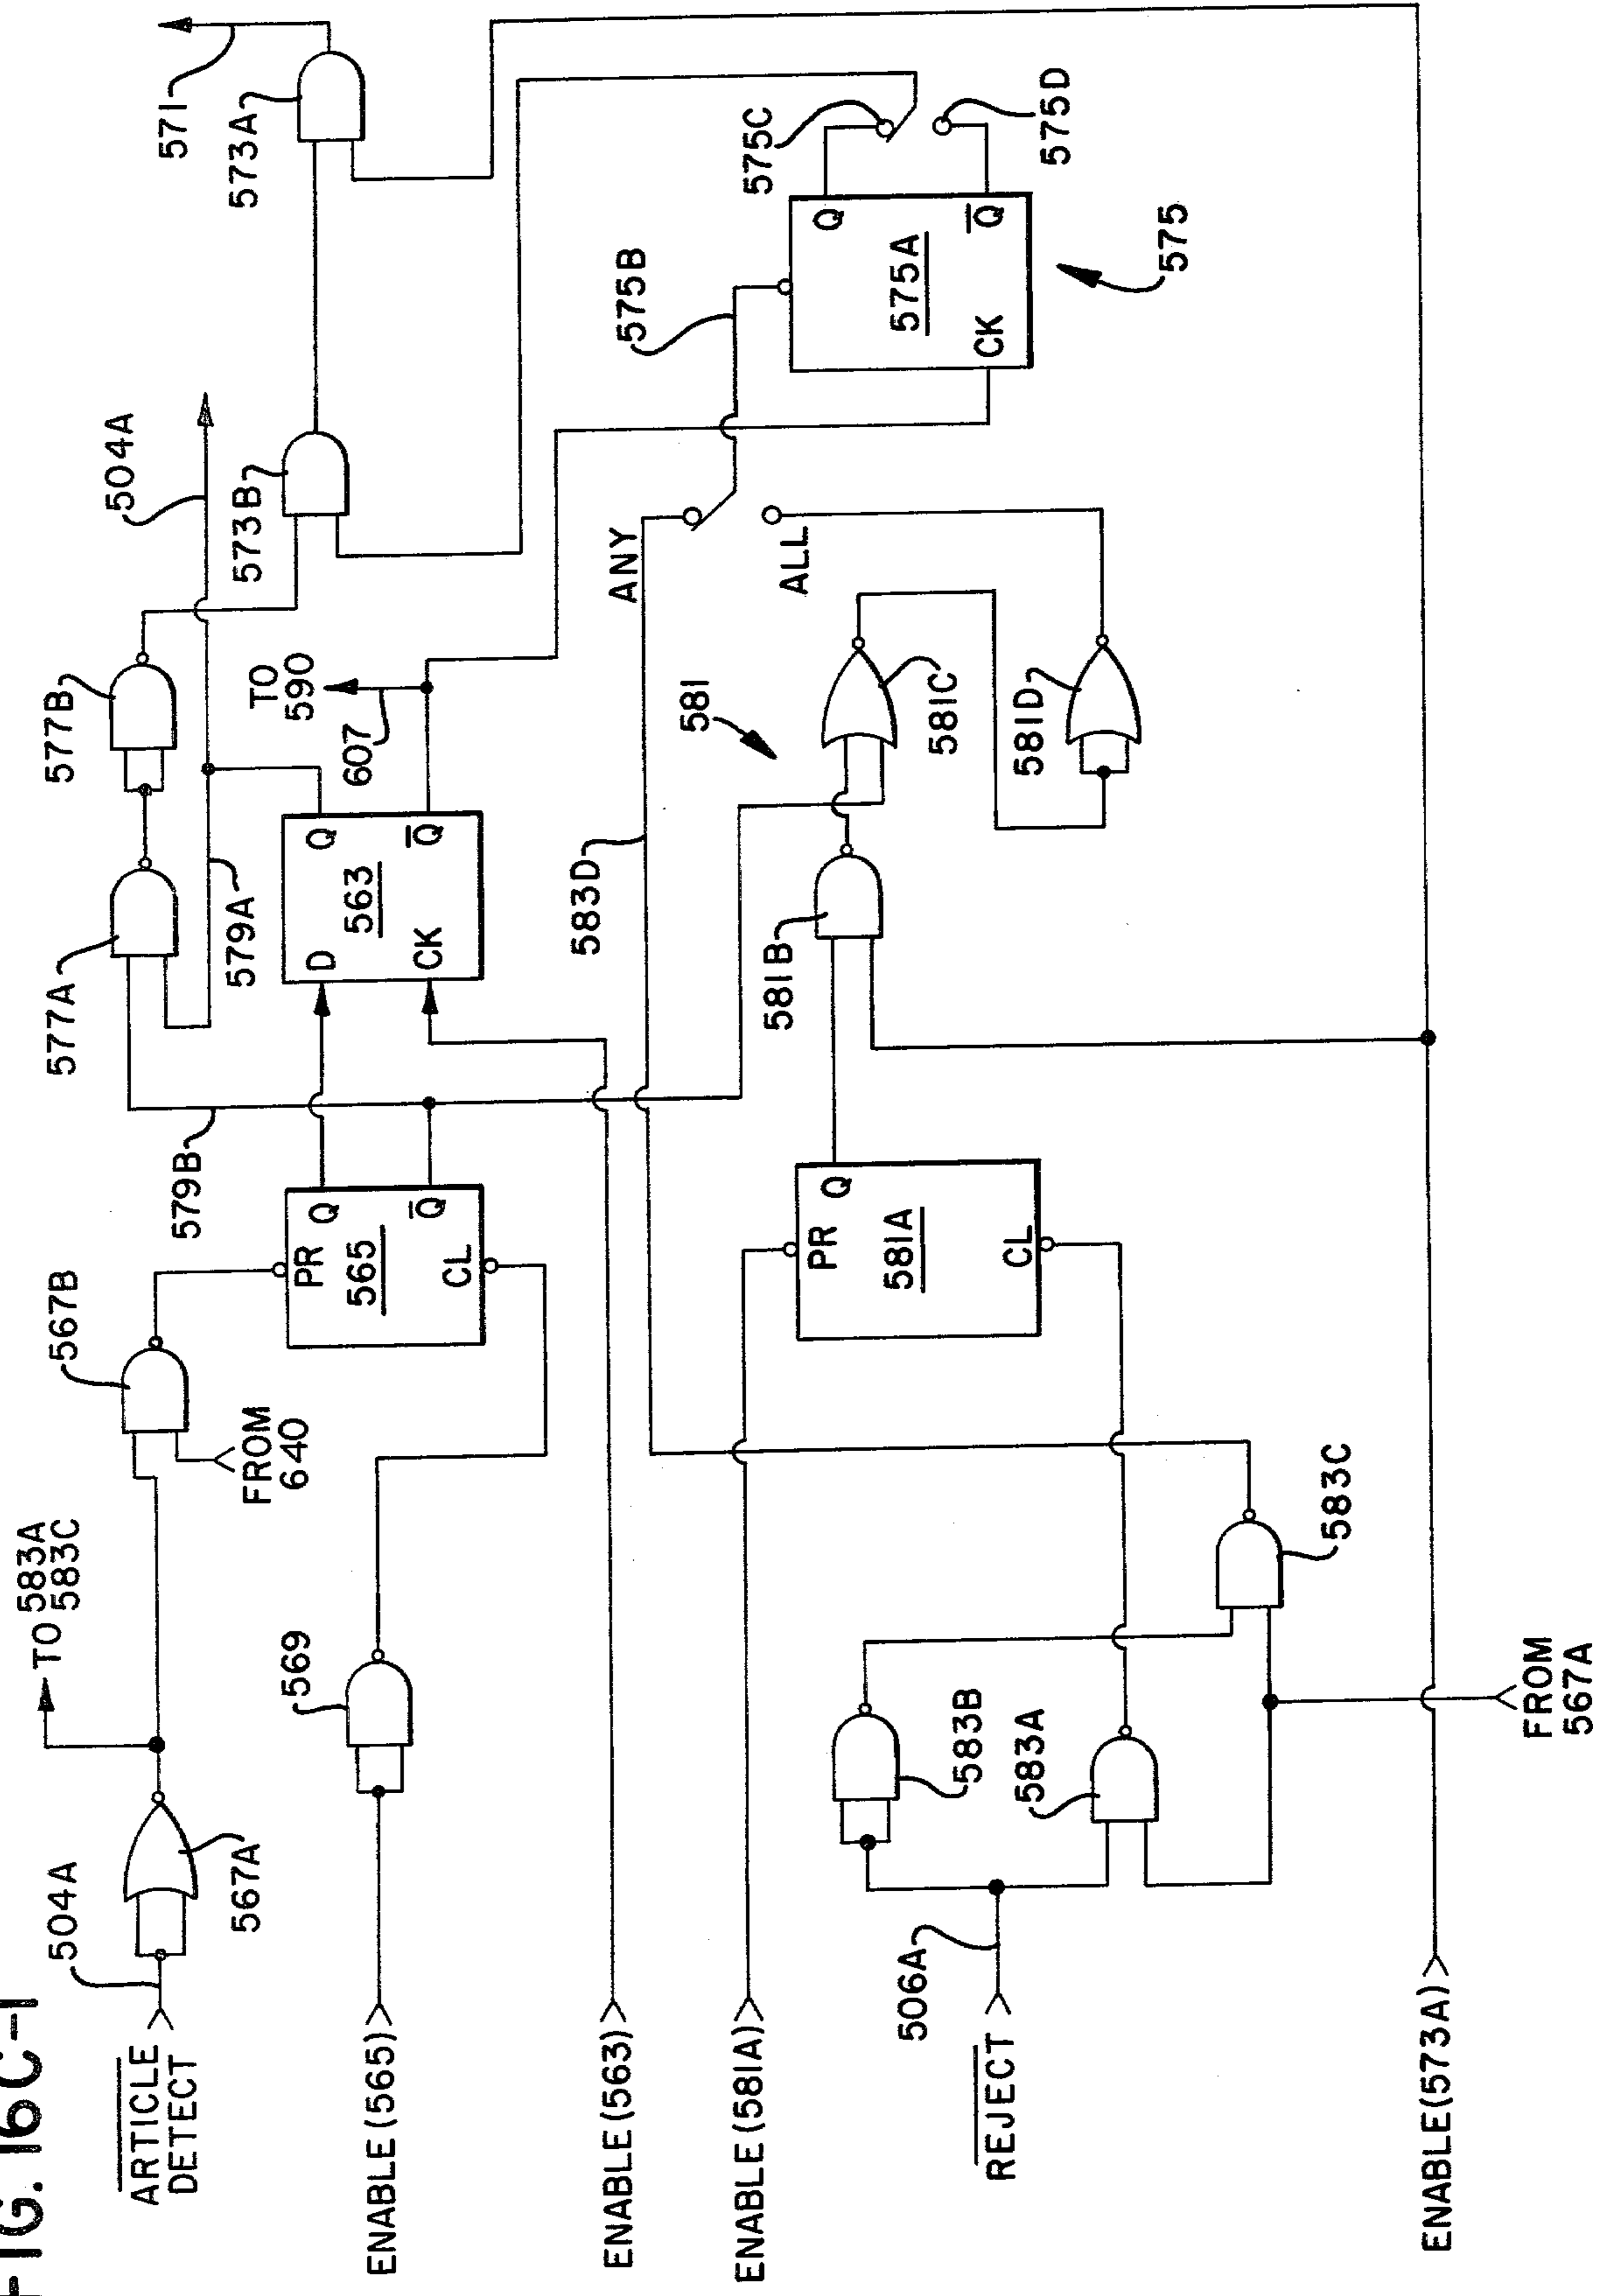 FIG. 16C-1
ARTICLE
DETECT
504A
567A
TO 583A
583C
567B
FROM
640
ENABLE (565)
569
PR
565
Q
Q
CL
579B
577A
577B
579A
504A
D
563
Q
CK
Q
607
TO
590
573B
573A
571
ENABLE (563)
ENABLE (581A)
583D
ANY
ALL
575B
575C
575D
Q
575A
CK
Q
575
PR
581A
Q
CL
581B
581
581C
581D
REJECT
506A
583B
583A
583C
FROM
567A
ENABLE (573A)